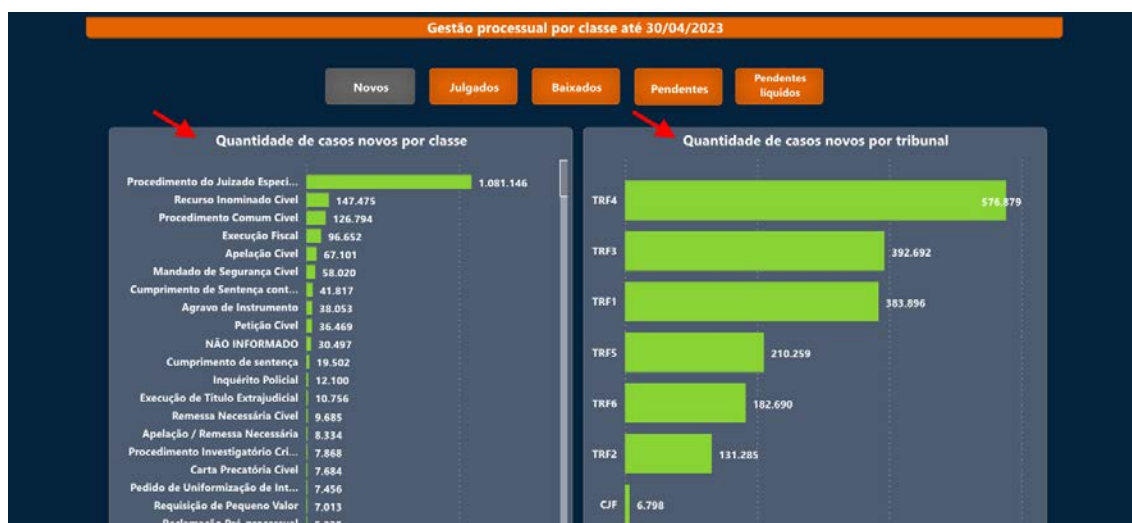 Gestão processual por classe até 30/04/2023
Novos
Julgados
Baixados
Pendentes
Pendentes
líquidos
Quantidade de casos novos por classe
Procedimento do Juizado Especi... 1.081.146
Recurso Inominado Cível 147.475
Procedimento Comum Cível 126.794
Execução Fiscal 96.652
Apelação Cível 67.101
Mandado de Segurança Cível 58.020
Cumprimento de Sentença cont... 41.817
Agravo de Instrumento 38.053
Petição Cível 36.469
NÃO INFORMADO 30.497
Cumprimento de sentença 19.502
Inquérito Policial 12.100
Execução de Título Extrajudicial 10.756
Remessa Necessária Cível 9.685
Apelação / Remessa Necessária 8.334
Procedimento Investigatório Cri... 7.868
Carta Precatória Cível 7.684
Pedido de Uniformização de Int... 7.456
Requisição de Pequeno Valor 7.013
Quantidade de casos novos por tribunal
TRF4 576.879
TRF3 392.692
TRF1 383.896
TRF5 210.259
TRF6 182.690
TRF2 131.285
CJF 6.798